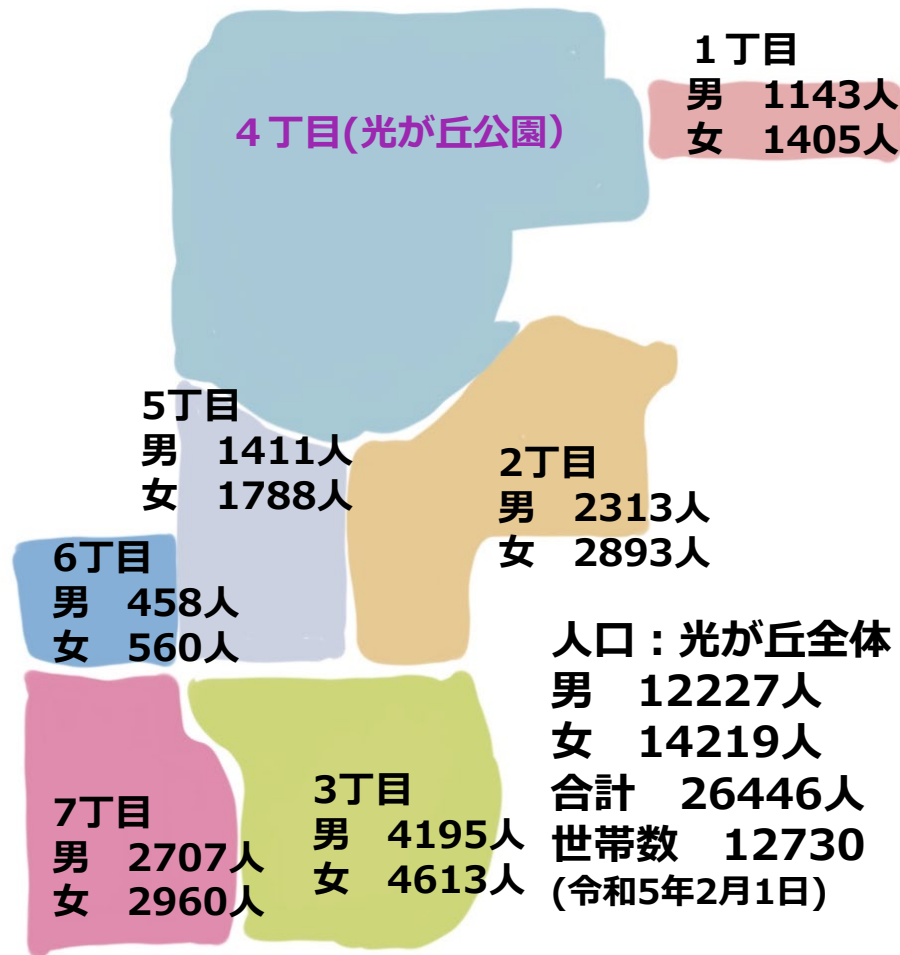 １丁目
男　1143人
女　1405人
４丁目(光が丘公園）
5丁目
男　1411人
女　1788人
2丁目
男　2313人
女　2893人
6丁目
男　458人
女　560人
人口：光が丘全体
男　12227人
女　14219人
合計　26446人
世帯数　12730
(令和5年2月1日)
7丁目
男　2707人
女　2960人
3丁目
男　4195人
女　4613人